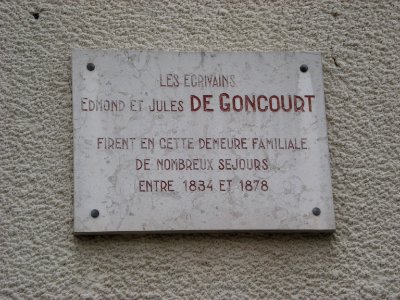 LES ECRIVAINS
EDMOND ET JULES DE GONCOURT
FIRENT EN CETTE DEMEURE FAMILIALE
DE NOMBREUX SEJOURS
ENTRE 1834 ET 1878